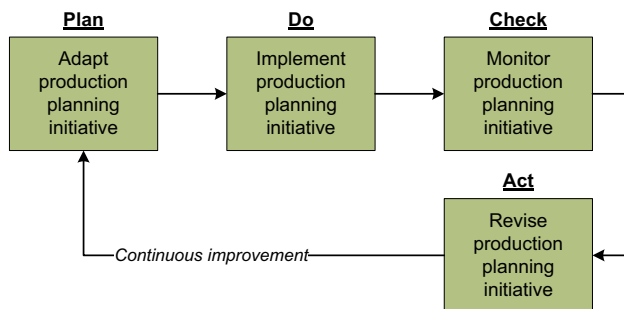 Plan
Adapt
production
planning
initiative
Do
Implement
production
planning
initiative
Check
Monitor
production
planning
initiative
Act
Revise
production
planning
initiative
Continuous improvement